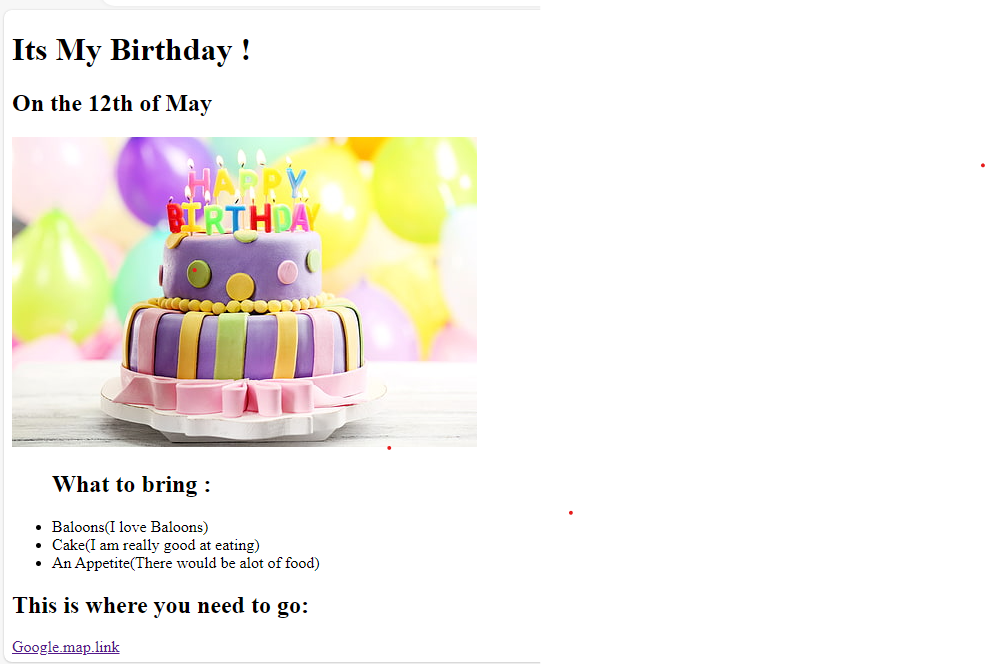 Its My Birthday !
On the 12th of May
HAPPY
BIRTHDAY
What to bring :
Baloons(I love Baloons)
Cake(I am really good at eating)
An Appetite(There would be alot of food)
This is where you need to go:
Google.map.link